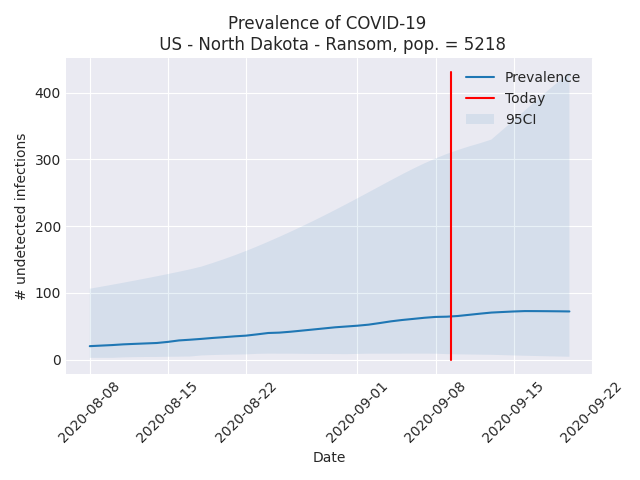 Prevalence of COVID-19
US - North Dakota - Ransom, pop. = 5218
Prevalence
Today
95CI
# undetected infections
400
300
200
100
0
2020-08-08
2020-08-15
2020-08-22
2020-09-01
2020-09-08
2020-09-15
2020-09-22
Date